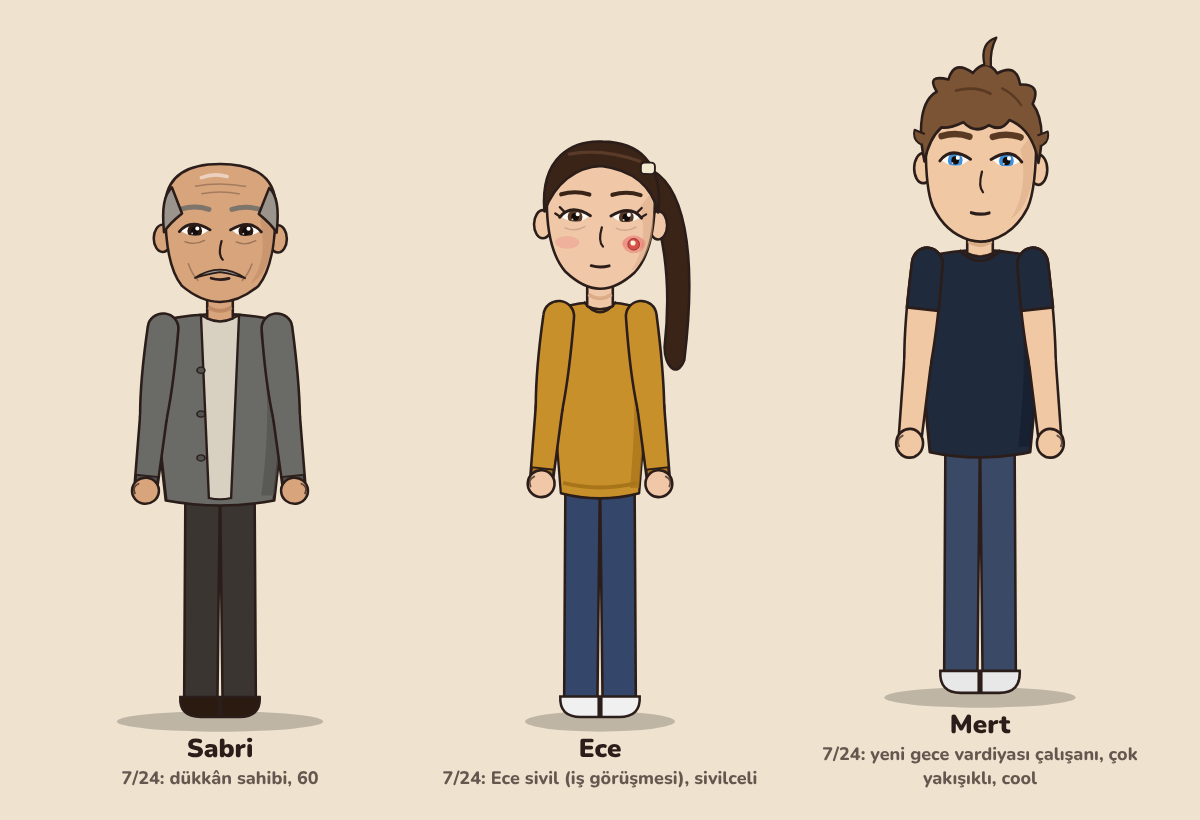 Sabri
7/24: dükkân sahibi, 60
Ece
7/24: Ece sivil (iş görüşmesi), sivilceli
Mert
7/24: yeni gece vardiyası çalışanı, çok
yakışıklı, cool